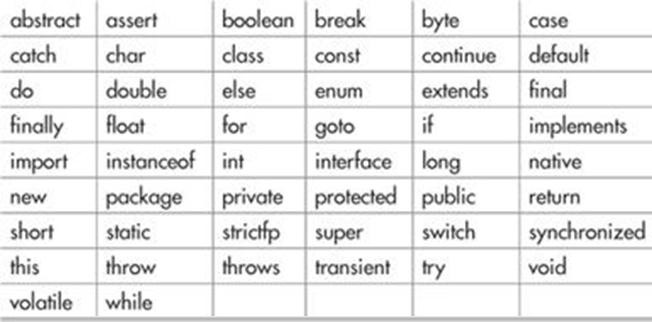 abstract assert boolean break byte case
catch char class const continue default
do double else enum extends final
finally float for goto if implements
import instanceof int interface long native
new package private protected public return
short static strictfp super switch synchronized
this throw throws transient try void
volatile while